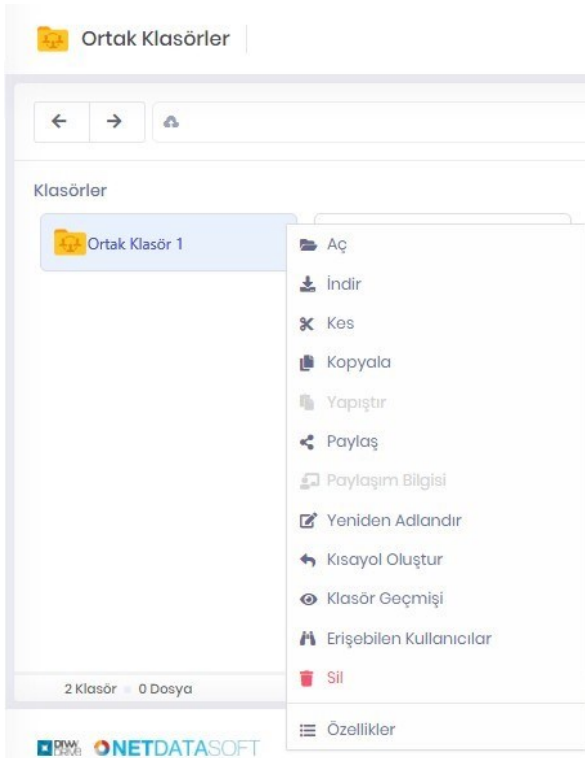 Ortak Klasörler
Klasörler
Ortak Klasör 1
Aç
İndir
Kes
Kopyala
Yapıştır
Paylaş
Paylaşım Bilgisi
Yeniden Adlandır
Kısayol Oluştur
Klasör Geçmişi
Erişebilen Kullanıcılar
Sil
Özellikler
2 Klasör 0 Dosya
NETDATASOFT